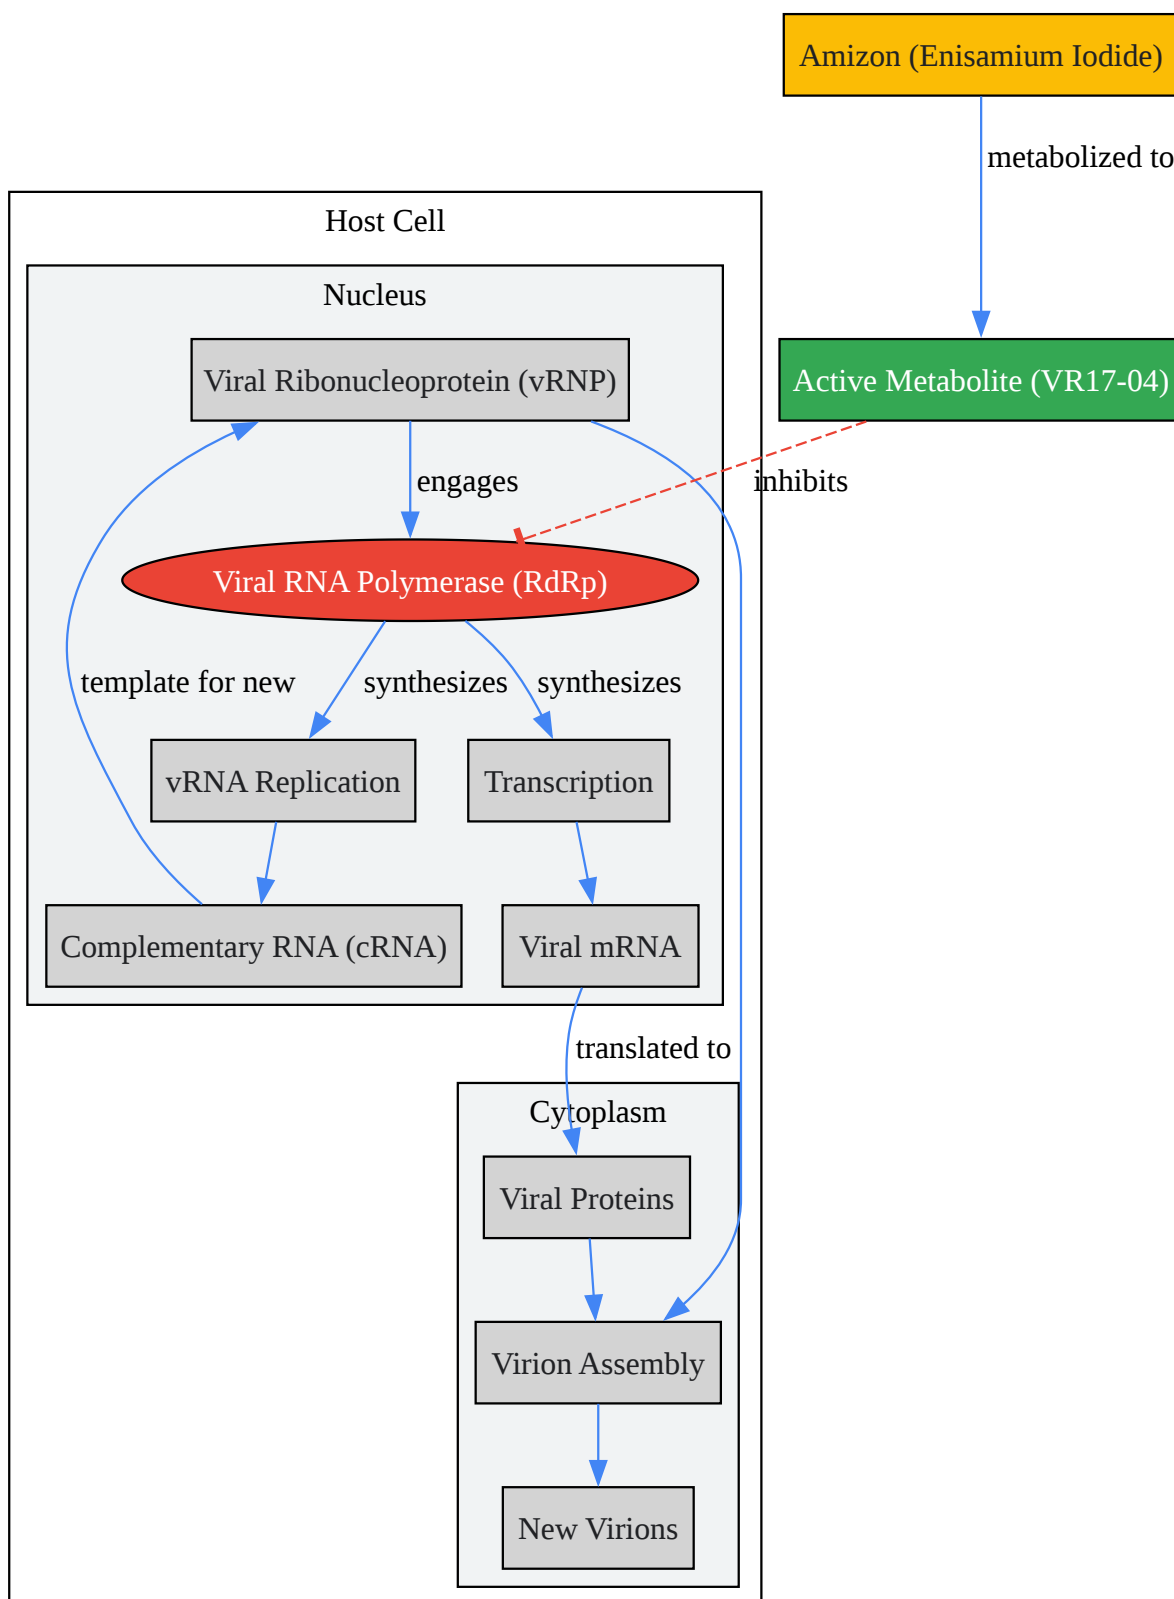 Amizon (Enisamium Iodide)
metabolized to
Host Cell
Nucleus
Viral Ribonucleoprotein (vRNP)
Active Metabolite (VR17-04)
engages
inhibits
Viral RNA Polymerase (RdRp)
template for new
synthesizes
synthesizes
vRNA Replication
Transcription
Complementary RNA (cRNA)
Viral mRNA
translated to
Cytoplasm
Viral Proteins
Virion Assembly
New Virions